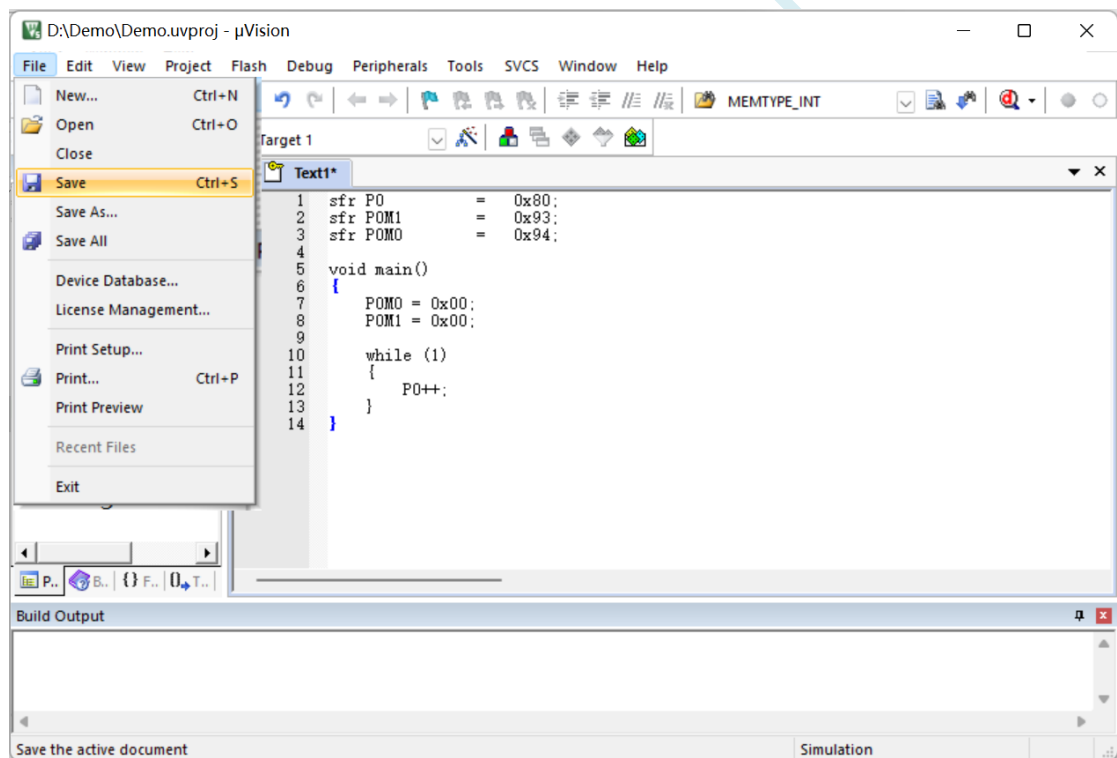 D:\Demo\Demo.uvproj - µVision
File Edit View Project Flash Debug Peripherals Tools SVCS Window Help
New... Ctrl+N
MEMTYPE_INT
Open Ctrl+O
Target 1
Close
Save Ctrl+S
Save As...
Save All
Device Database...
License Management...
Print Setup...
Print... Ctrl+P
Print Preview
Recent Files
Exit
Text1*
1 sfr P0 = 0x80;
2 sfr P0M1 = 0x93;
3 sfr P0M0 = 0x94;
4
5 void main()
6 {
7 P0M0 = 0x00;
8 P0M1 = 0x00;
9
10 while (1)
11 {
12 P0++;
13 }
14 }
P.. B.. {} F.. 0 T..
Build Output
Save the active document Simulation